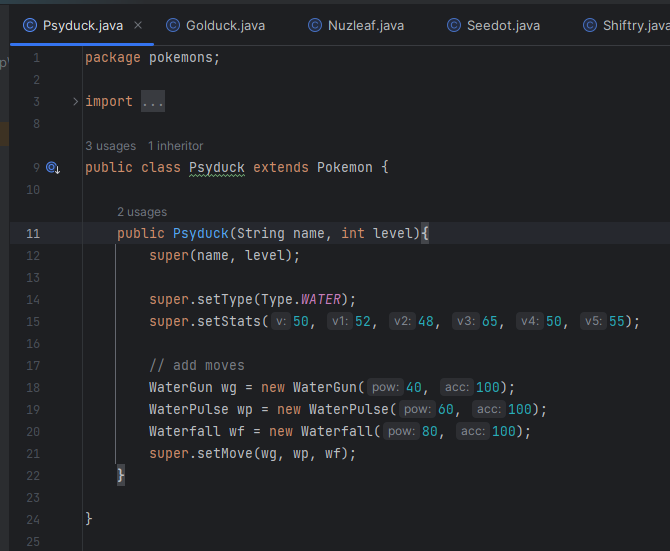 Psyduck.java Golduck.java Nuzleaf.java Seedot.java Shiftry.java
1 package pokemons;
2
3 import ...
8
3 usages 1 inheritor
9 public class Psyduck extends Pokemon {
10
2 usages
11 public Psyduck(String name, int level){
12 super(name, level);
13
14 super.setType(Type.WATER);
15 super.setStats( v: 50, v1: 52, v2: 48, v3: 65, v4: 50, v5: 55);
16
17 // add moves
18 WaterGun wg = new WaterGun( pow: 40, acc: 100);
19 WaterPulse wp = new WaterPulse( pow: 60, acc: 100);
20 Waterfall wf = new Waterfall( pow: 80, acc: 100);
21 super.setMove(wg, wp, wf);
22 }
23
24 }
25